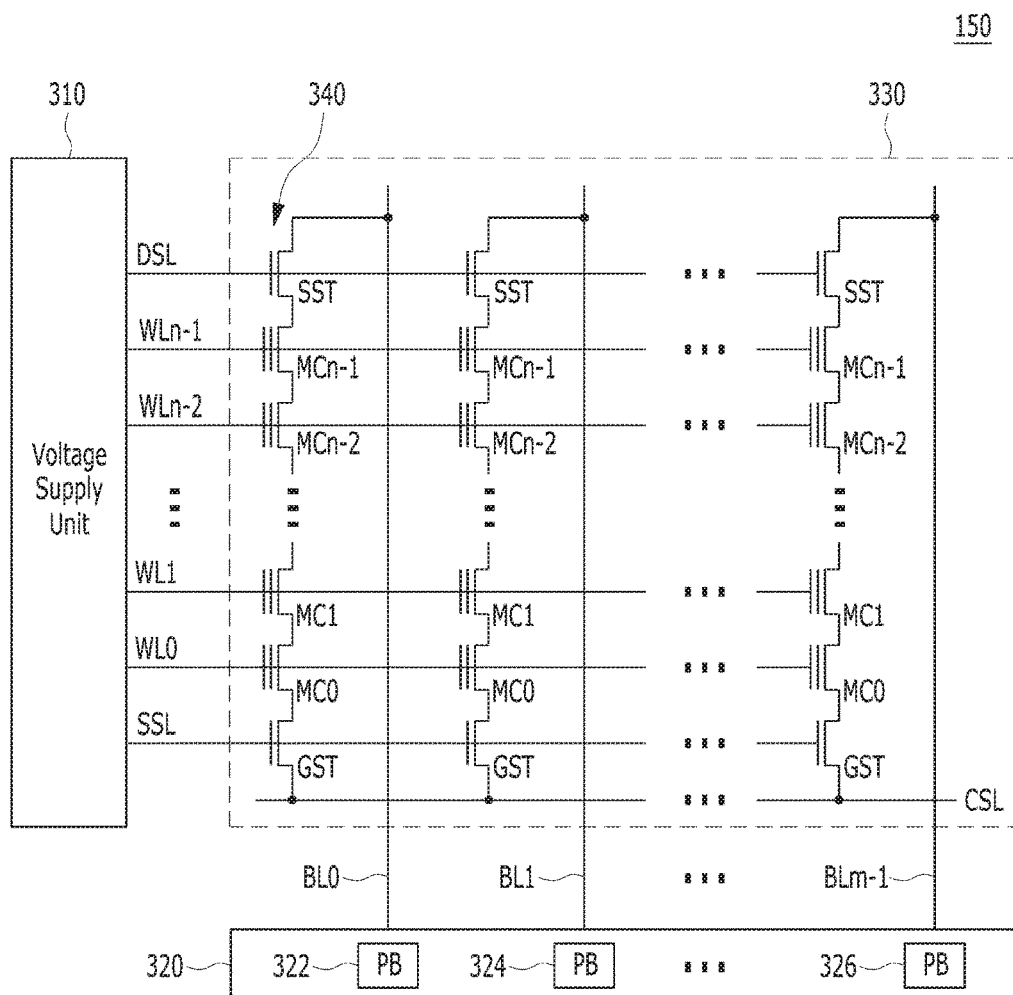 150
310
340
330
DSL
SST
SST
SST
WLn-1
MCn-1
MCn-1
MCn-1
WLn-2
MCn-2
MCn-2
MCn-2
Voltage
Supply
Unit
WL1
MC1
MC1
MC1
WL0
MC0
MC0
MC0
SSL
GST
GST
GST
CSL
BL0
BL1
BLm-1
320
322
PB
324
PB
326
PB